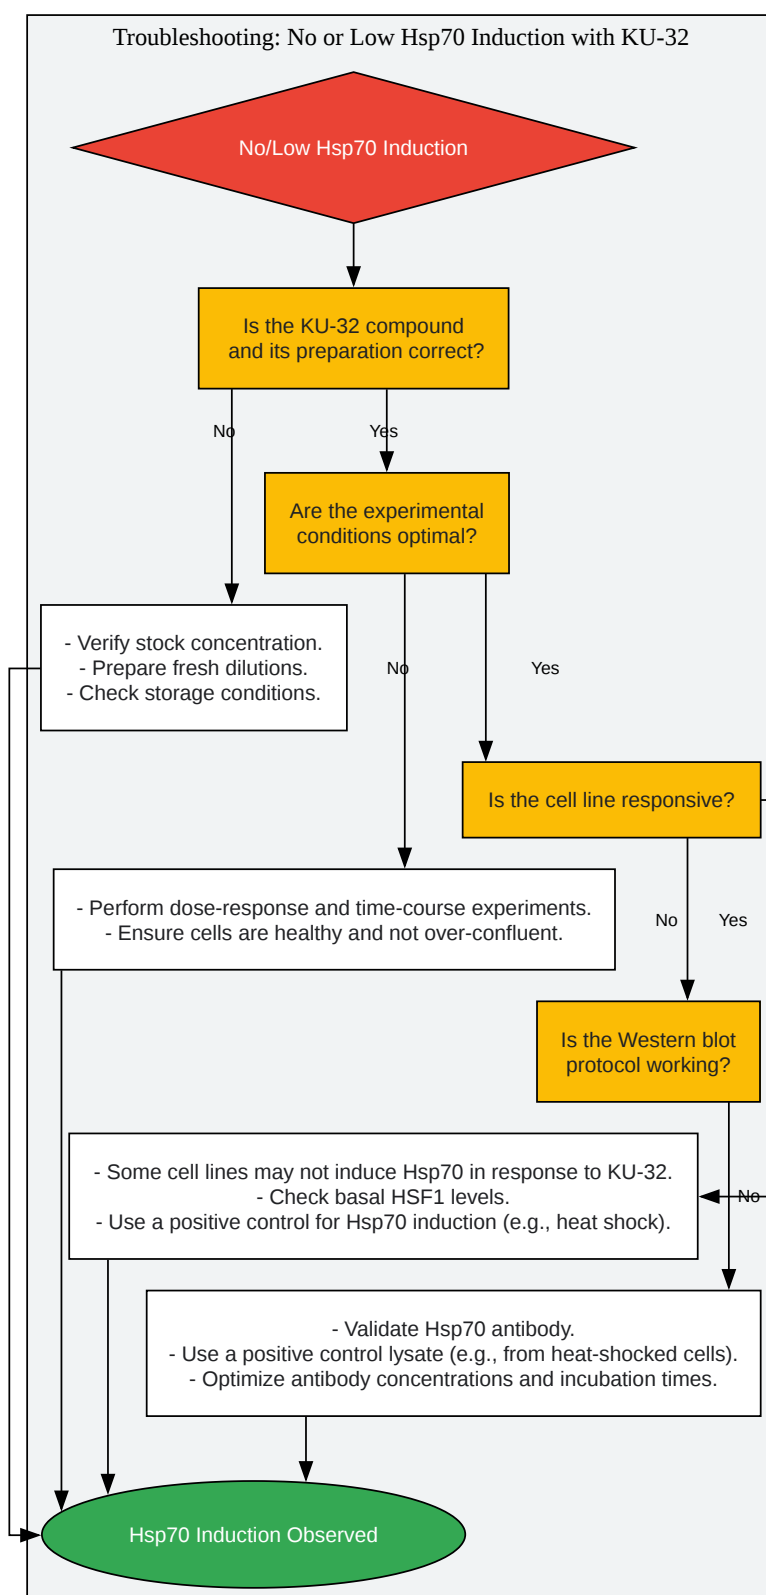 Troubleshooting: No or Low Hsp70 Induction with KU-32
No/Low Hsp70 Induction
Is the KU-32 compound
and its preparation correct?
No
Yes
Are the experimental
conditions optimal?
- Verify stock concentration.
- Prepare fresh dilutions.
- Check storage conditions.
No
Yes
Is the cell line responsive?
- Perform dose-response and time-course experiments.
- Ensure cells are healthy and not over-confluent.
No
Yes
Is the Western blot
protocol working?
- Some cell lines may not induce Hsp70 in response to KU-32.
- Check basal HSF1 levels.
- Use a positive control for Hsp70 induction (e.g., heat shock).
No
- Validate Hsp70 antibody.
- Use a positive control lysate (e.g., from heat-shocked cells).
- Optimize antibody concentrations and incubation times.
Hsp70 Induction Observed